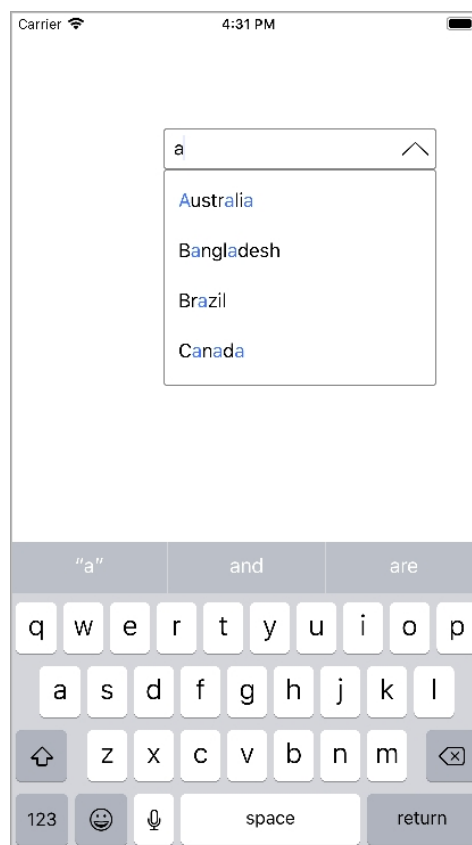 Carrier 4:31 PM
a
Australia
Bangladesh
Brazil
Canada
"a" and are
q w e r t y u i o p
a s d f g h j k l
z x c v b n m
123 space return